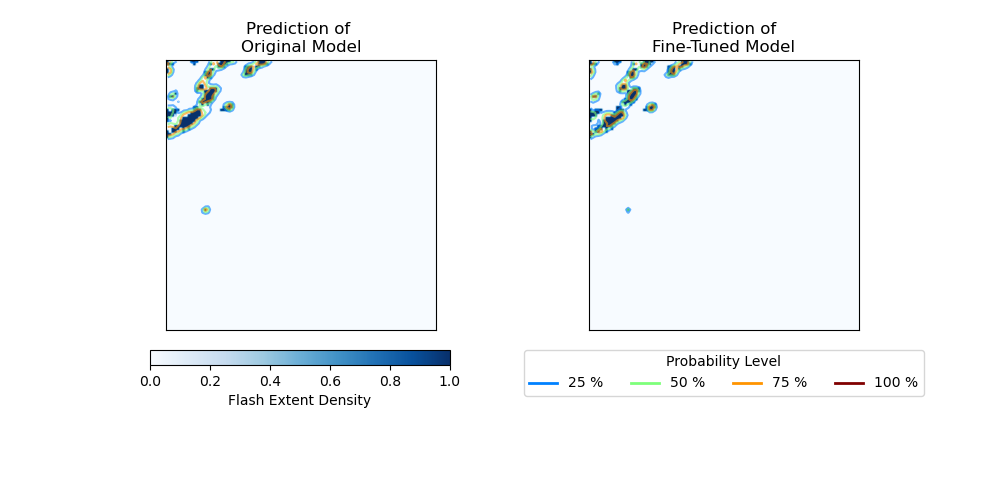 Prediction of
Original Model
Prediction of
Fine-Tuned Model
0.0 0.2 0.4 0.6 0.8 1.0
Flash Extent Density
Probability Level
25 % 50 % 75 % 100 %